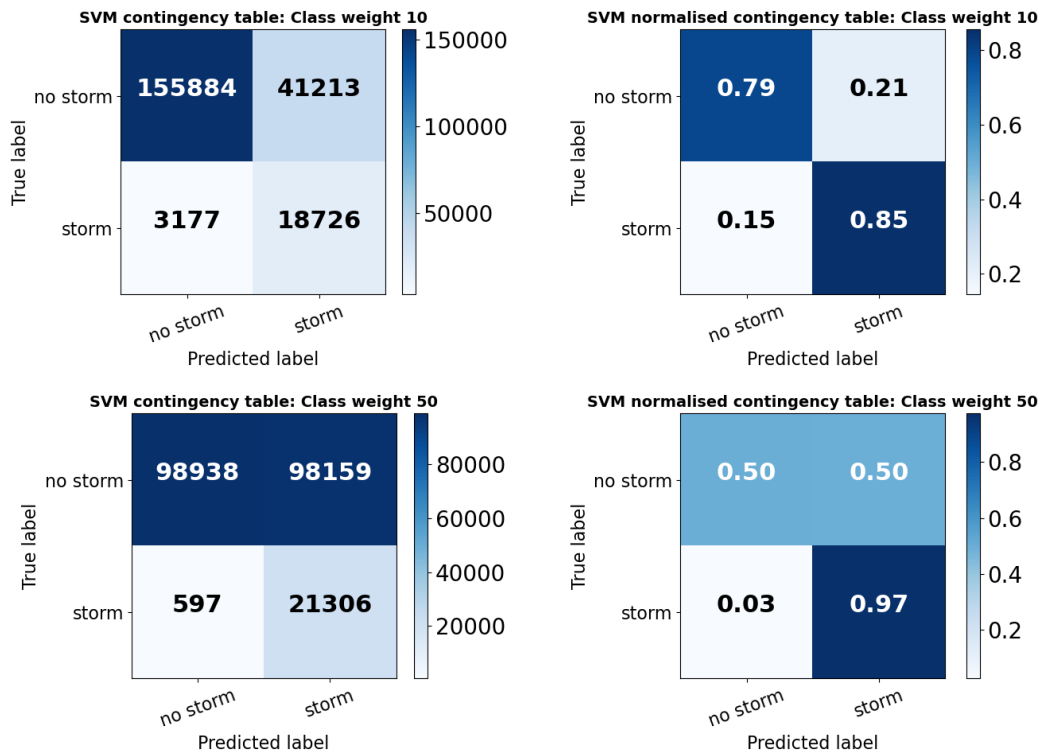 SVM contingency table: Class weight 10
True label
no storm
storm
155884 41213
3177 18726
150000
100000
50000
no storm storm
Predicted label
SVM normalised contingency table: Class weight 10
True label
no storm
storm
0.79 0.21
0.15 0.85
0.8
0.6
0.4
0.2
no storm storm
Predicted label
SVM contingency table: Class weight 50
True label
no storm
storm
98938 98159
597 21306
80000
60000
40000
20000
no storm storm
Predicted label
SVM normalised contingency table: Class weight 50
True label
no storm
storm
0.50 0.50
0.03 0.97
0.8
0.6
0.4
0.2
no storm storm
Predicted label